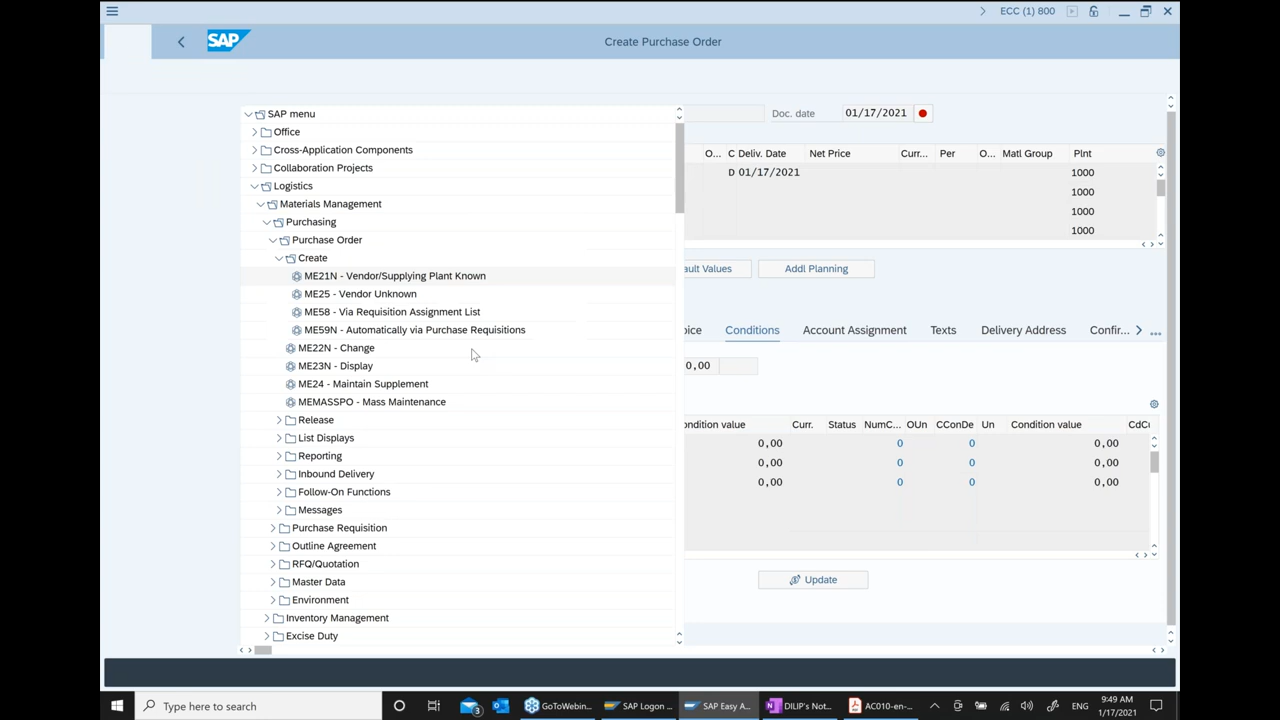 ECC (1) 800
SAP
Create Purchase Order
SAP menu
Office
Cross-Application Components
Collaboration Projects
Logistics
Materials Management
Purchasing
Purchase Order
Create
ME21N - Vendor/Supplying Plant Known
ME25 - Vendor Unknown
ME58 - Via Requisition Assignment List
ME59N - Automatically via Purchase Requisitions
ME22N - Change
ME23N - Display
ME24 - Maintain Supplement
MEMASSPO - Mass Maintenance
Release
List Displays
Reporting
Inbound Delivery
Follow-On Functions
Messages
Purchase Requisition
Outline Agreement
RFQ/Quotation
Master Data
Environment
Inventory Management
Excise Duty
Doc. date 01/17/2021
O... C Deliv. Date Net Price Curr... Per O... Matl Group Plnt
D 01/17/2021 1000
1000
1000
1000
ault Values Addl Planning
oice Conditions Account Assignment Texts Delivery Address Confir... ...
0,00
ondition value Curr. Status NumC... OUn CConDe Un Condition value CdCu
0,00 0 0 0,00
0,00 0 0 0,00
0,00 0 0 0,00
Update
Type here to search
3
GoToWebin...
SAP Logon ...
SAP Easy A...
DILIP's Not...
AC010-en-...
ENG
9:49 AM
1/17/2021